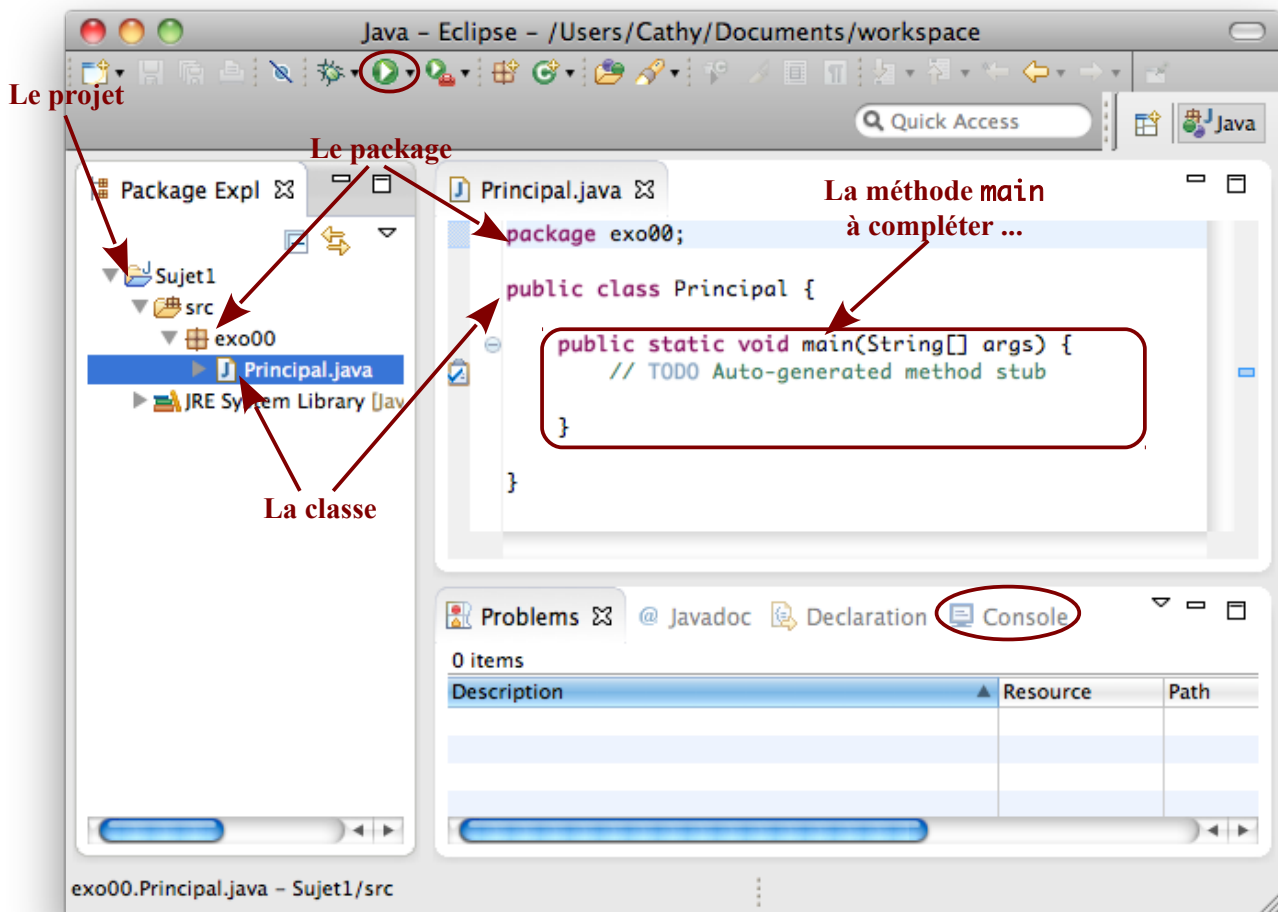 Java – Eclipse – /Users/Cathy/Documents/workspace
Le projet
Quick Access
Java
Le package
Package Expl
Principal.java
La méthode main
à compléter ...
package exo00;
Sujet1
public class Principal {
src
exo00
public static void main(String[] args) {
Principal.java
// TODO Auto-generated method stub
JRE System Library [Jav
}
}
La classe
Problems
@ Javadoc
Declaration
Console
0 items
Description
Resource
Path
exo00.Principal.java – Sujet1/src